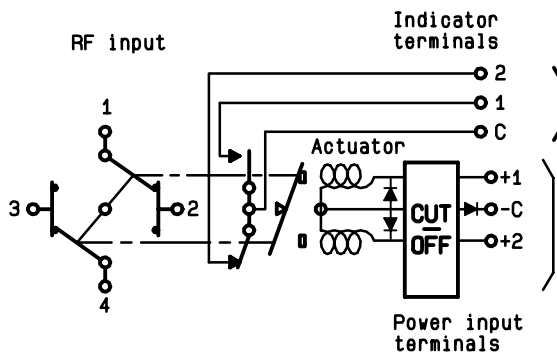 Indicator
terminals
RF input
2
1
1
C
Actuator
+1
3
2
CUT
-C
OFF
+2
4
Power input
terminals